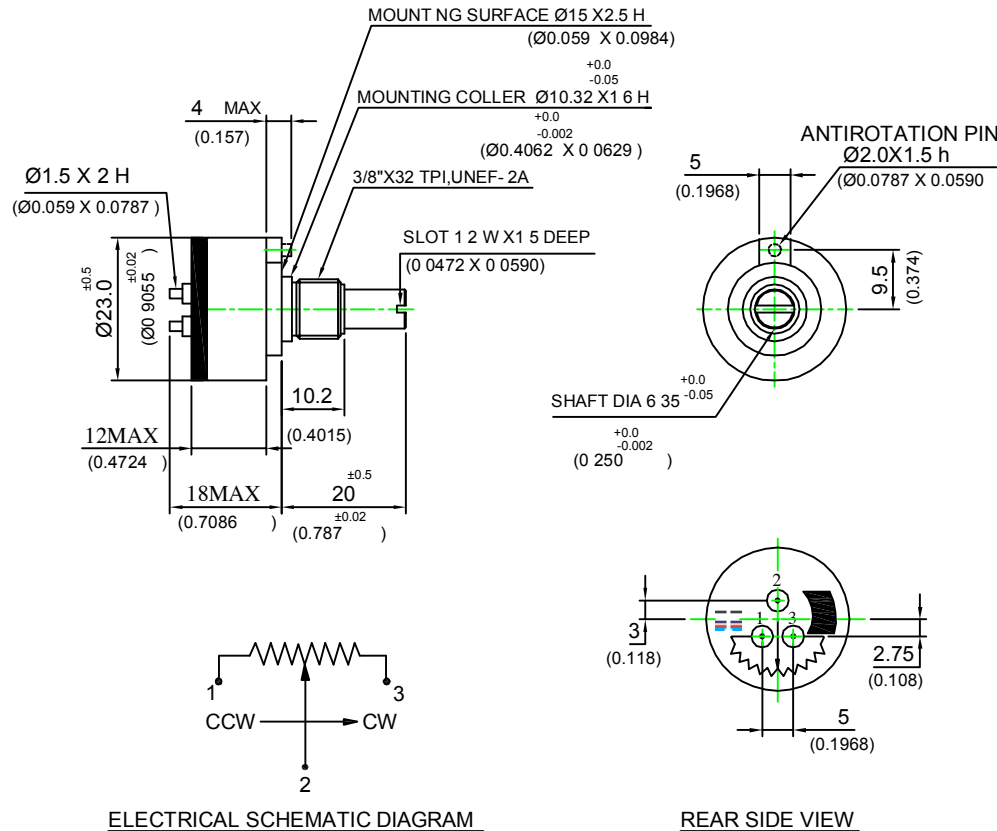 MOUNT NG SURFACE Ø15 X2.5 H
(Ø0.059 X 0.0984)
+0.0
-0.05
MOUNTING COLLER Ø10.32 X1 6 H
+0.0
-0.002
(Ø0.4062 X 0 0629 )
3/8"X32 TPI,UNEF- 2A
SLOT 1 2 W X1 5 DEEP
(0 0472 X 0 0590)
4 MAX
(0.157)
Ø1.5 X 2 H
(Ø0.059 X 0.0787 )
Ø23.0 ±0.5
(Ø0 9055 ±0.02 )
10.2
(0.4015)
12MAX
(0.4724 )
18MAX
(0.7086 )
±0.5
20
±0.02
(0.787 )
ANTIROTATION PIN
Ø2.0X1.5 h
(Ø0.0787 X 0.0590
5
(0.1968)
9.5
(0.374)
SHAFT DIA 6 35 +0.0
-0.05
+0.0
-0.002
(0 250 )
1
3
CCW CW
2
ELECTRICAL SCHEMATIC DIAGRAM
2
1 3
3
(0.118)
2.75
(0.108)
5
(0.1968)
REAR SIDE VIEW